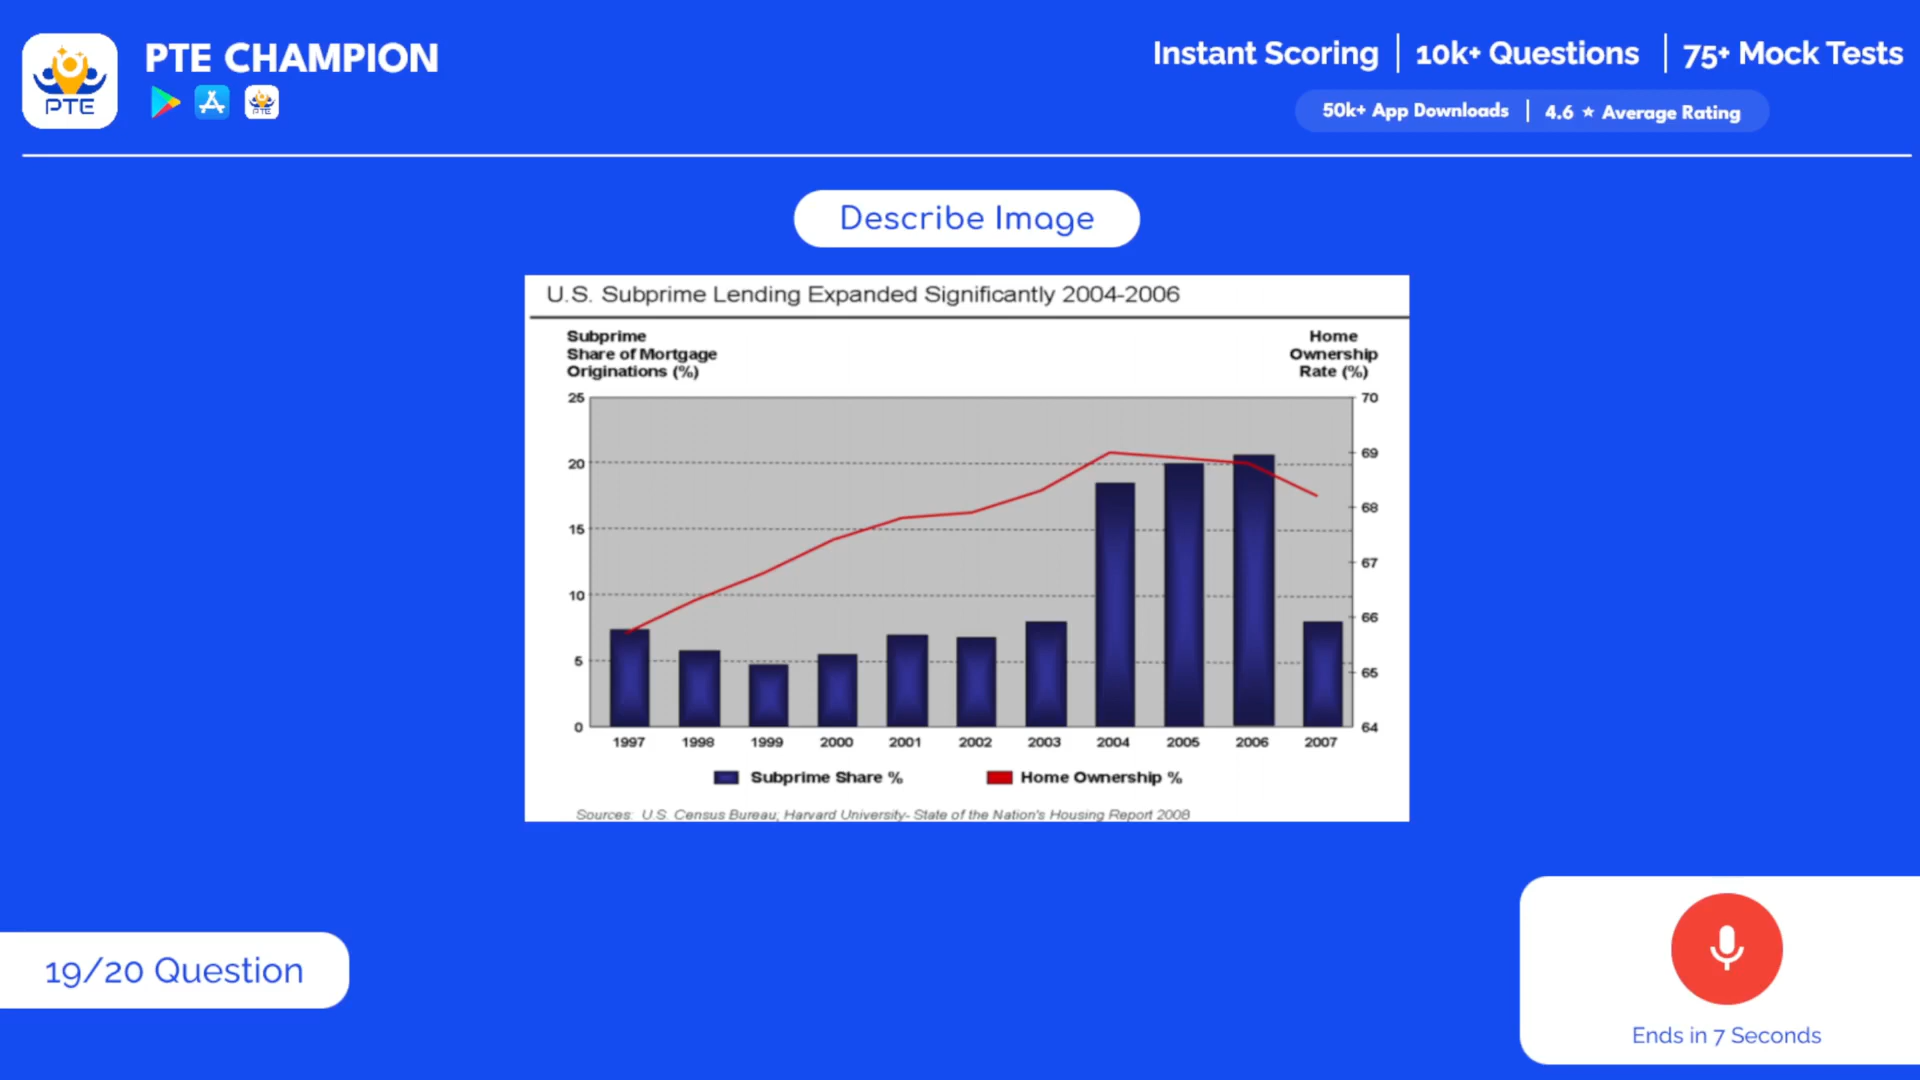 PTE CHAMPION
PTE
PTE
Instant Scoring | 10k+ Questions | 75+ Mock Tests
50k+ App Downloads | 4.6 ★ Average Rating
Describe Image
U.S. Subprime Lending Expanded Significantly 2004-2006
Subprime
Share of Mortgage
Originations (%)
Home
Ownership
Rate (%)
25
20
15
10
5
0
70
69
68
67
66
65
64
1997 1998 1999 2000 2001 2002 2003 2004 2005 2006 2007
Subprime Share % Home Ownership %
Sources: U.S. Census Bureau; Harvard University- State of the Nation's Housing Report 2008
19/20 Question
Ends in 7 Seconds